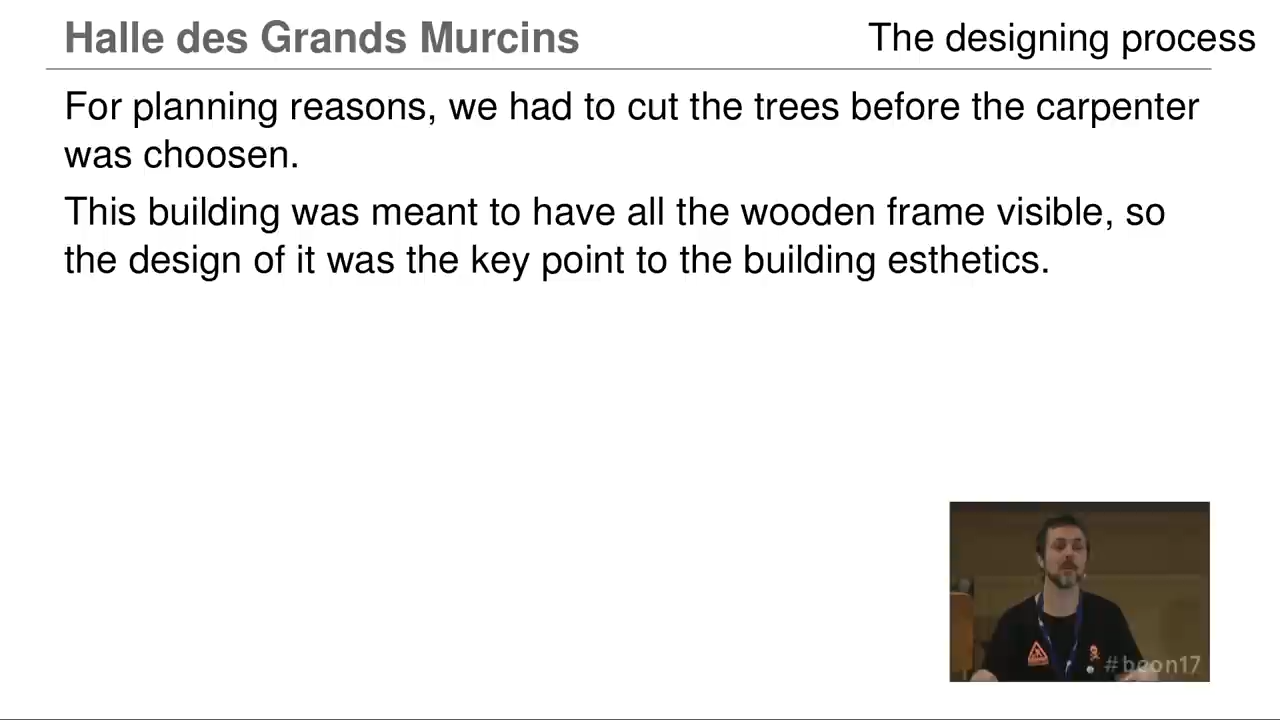 Halle des Grands Murcins
The designing process
For planning reasons, we had to cut the trees before the carpenter
was choosen.
This building was meant to have all the wooden frame visible, so
the design of it was the key point to the building esthetics.
#bcon17